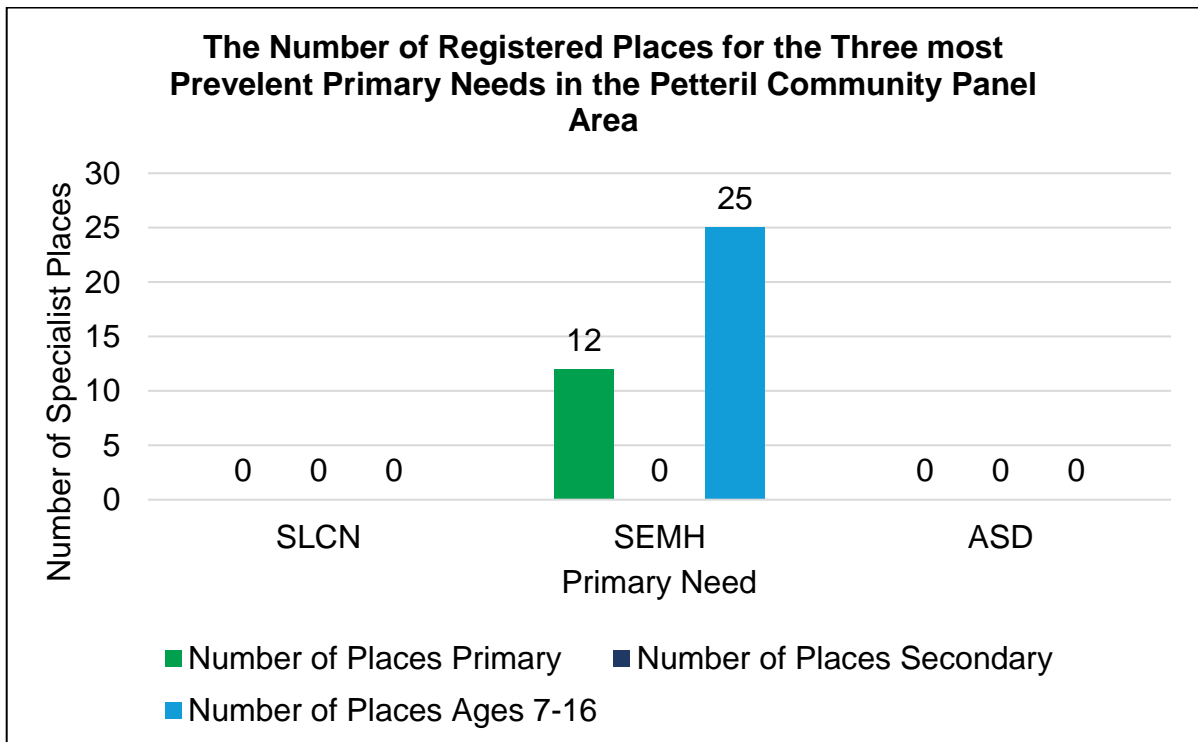 The Number of Registered Places for the Three most
Prevelent Primary Needs in the Petteril Community Panel
Area
Number of Specialist Places
30
25
20
15
10
5
0
0 0 0
12
0
25
0 0 0
SLCN SEMH ASD
Primary Need
Number of Places Primary Number of Places Secondary
Number of Places Ages 7-16